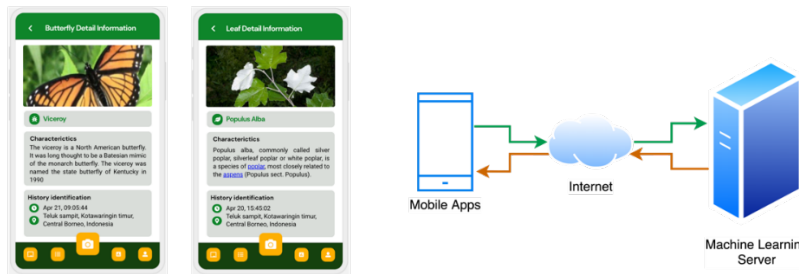 Butterfly Detail Information
Viceroy
Characterictics
The viceroy is a North American butterfly.
It was long thought to be a Batesian mimic
of the monarch butterfly. The viceroy was
named the state butterfly of Kentucky in
1990
History identification
Apr 21, 09:05:44
Teluk sampit, Kotawaringin timur,
Central Borneo, Indonesia
Leaf Detail Information
Populus Alba
Characterictics
Populus alba, commonly called silver
poplar, silverleaf poplar or white poplar, is
a species of poplar, most closely related to
the aspens (Populus sect. Populus).
History identification
Apr 20, 15:45:02
Teluk sampit, Kotawaringin timur,
Central Borneo, Indonesia
Mobile Apps
Internet
Machine Learning
Server